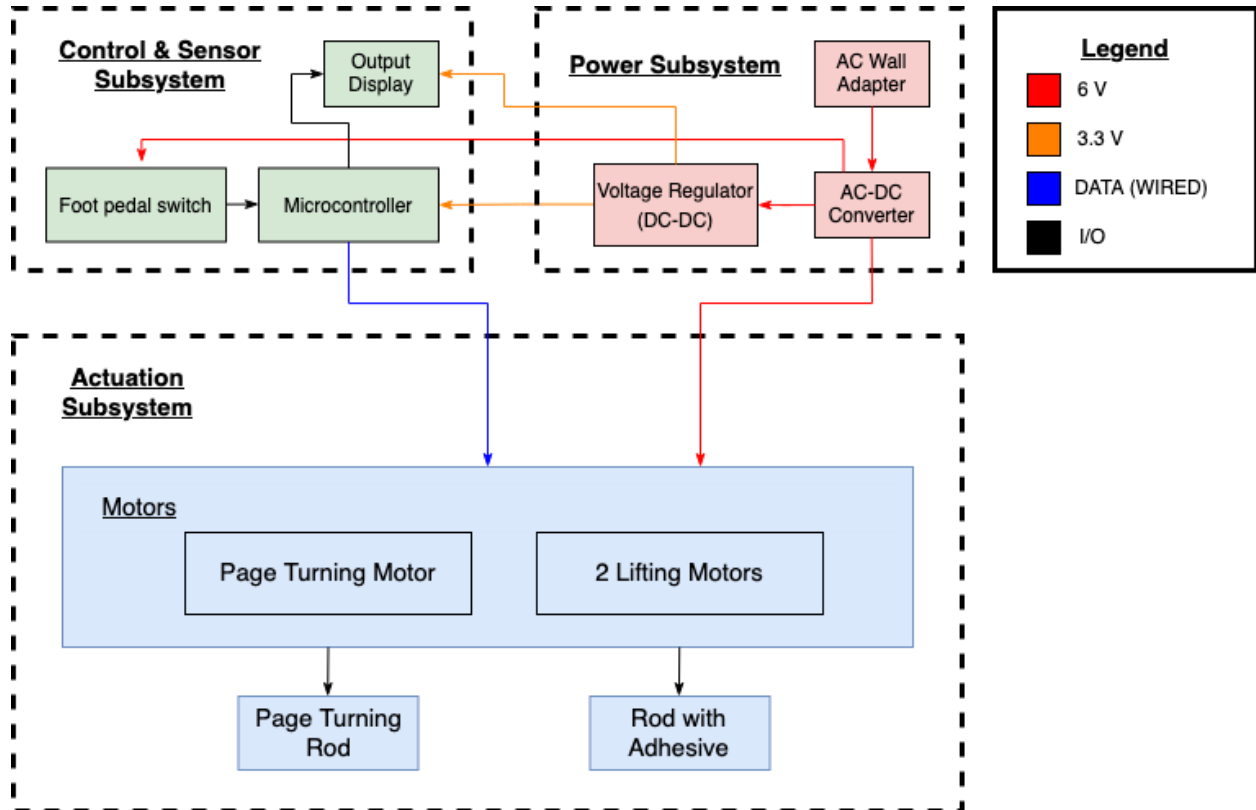 Control & Sensor
Subsystem
Output
Display
Foot pedal switch
Microcontroller
Power Subsystem
AC Wall
Adapter
Voltage Regulator
(DC-DC)
AC-DC
Converter
Legend
6 V
3.3 V
DATA (WIRED)
I/O
Actuation
Subsystem
Motors
Page Turning Motor
2 Lifting Motors
Page Turning
Rod
Rod with
Adhesive